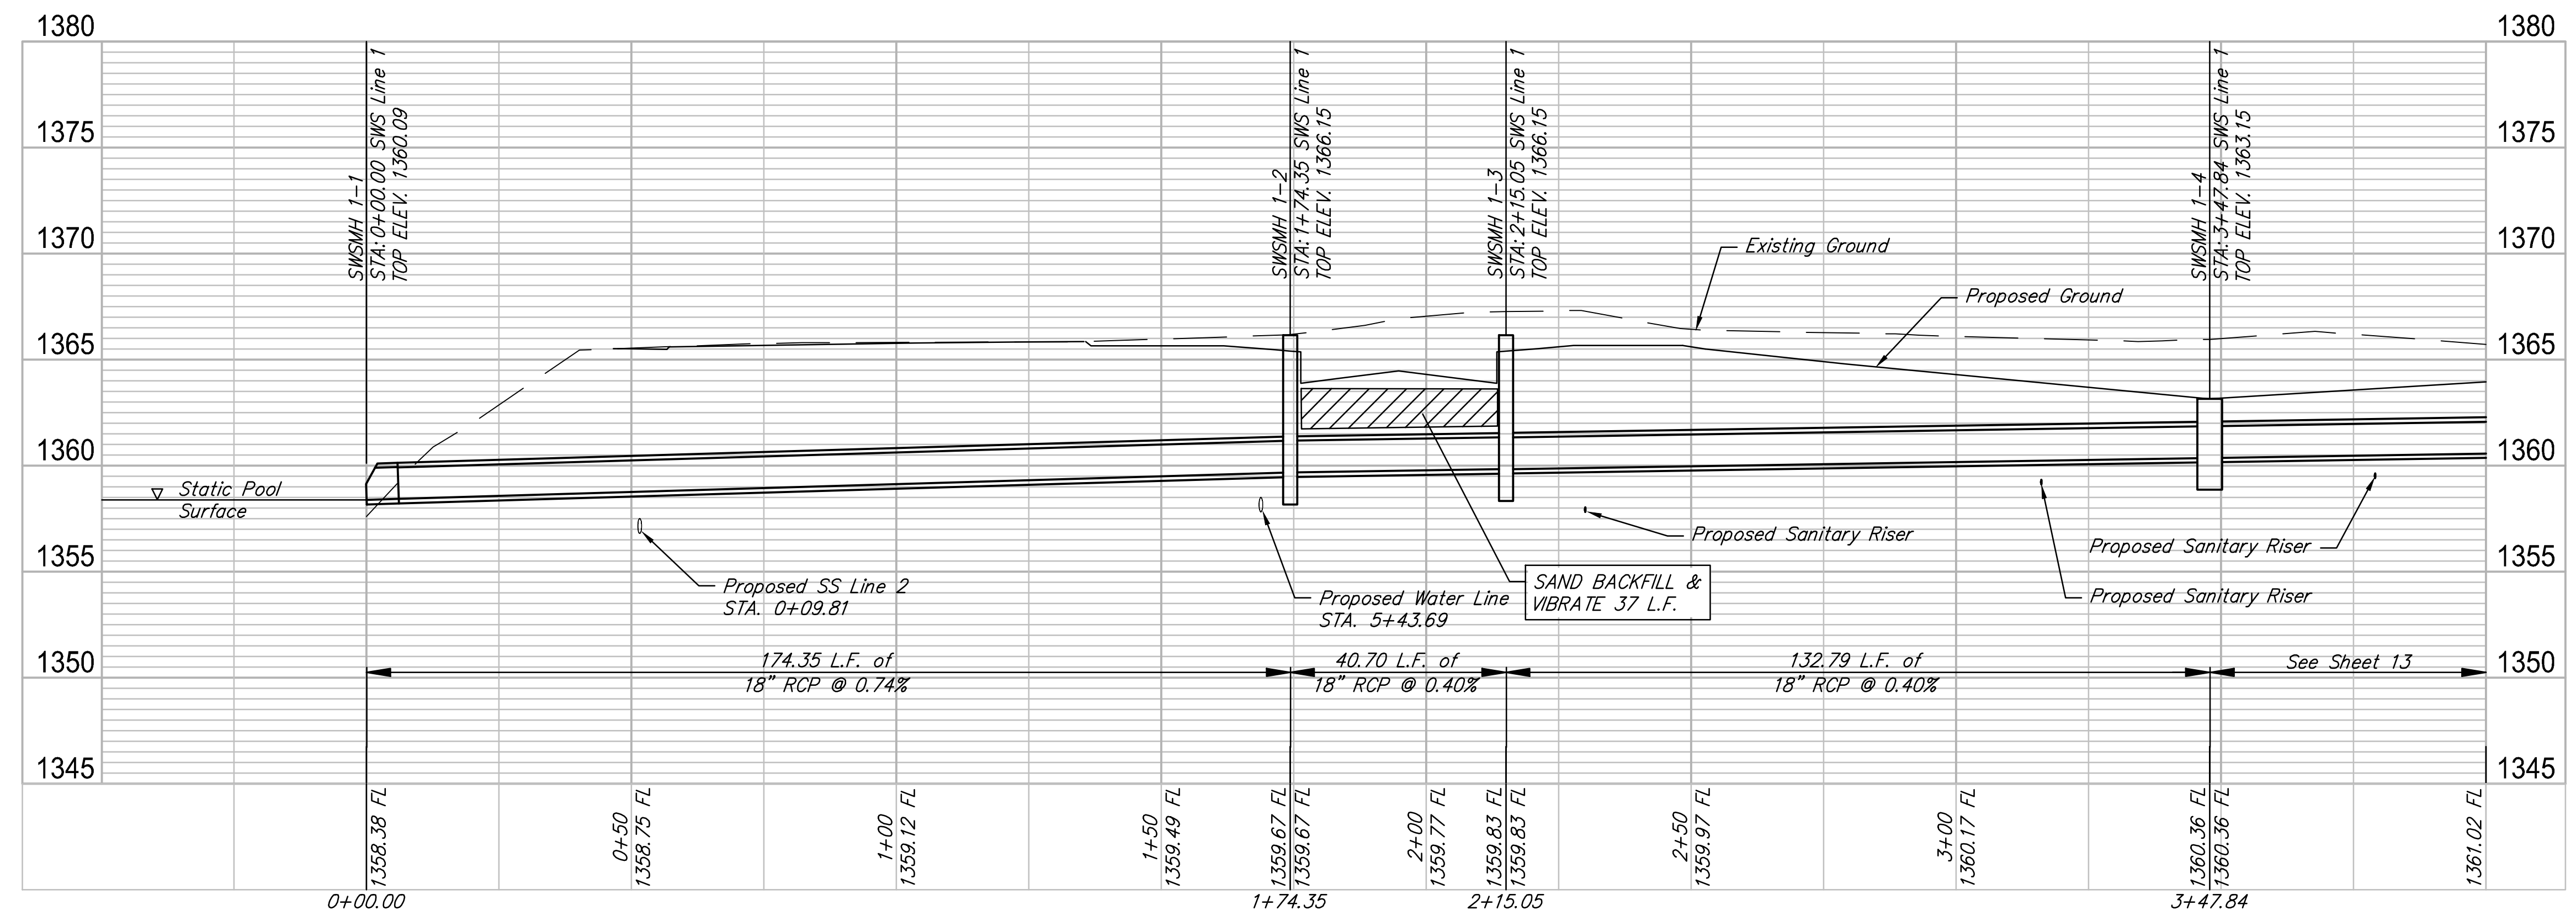 1380
1380
1375
1375
1370
1370
1365
1365
1360
1360
1355
1355
1350
1350
1345
1345
SWSMH 1-1
STA:0+00.00 SWS Line 1
TOP ELEV. 1360.09
SWSMH 1-2
STA:1+74.35 SWS Line 1
TOP ELEV. 1366.15
SWSMH 1-3
STA:2+15.05 SWS Line 1
TOP ELEV. 1366.15
SWSMH 1-4
STA:3+47.84 SWS Line 1
TOP ELEV. 1363.15
Existing Ground
Proposed Ground
Static Pool
Surface
Proposed SS Line 2
STA. 0+09.81
Proposed Water Line
STA. 5+43.69
SAND BACKFILL &
VIBRATE 37 L.F.
Proposed Sanitary Riser
Proposed Sanitary Riser
Proposed Sanitary Riser
174.35 L.F. of
18" RCP @ 0.74%
40.70 L.F. of
18" RCP @ 0.40%
132.79 L.F. of
18" RCP @ 0.40%
See Sheet 13
1358.38 FL
0+50
1358.75 FL
1+00
1359.12 FL
1+50
1359.49 FL
1359.67 FL
1359.67 FL
2+00
1359.77 FL
1359.83 FL
1359.83 FL
2+50
1359.97 FL
3+00
1360.17 FL
1360.36 FL
1360.36 FL
1361.02 FL
0+00.00
1+74.35
2+15.05
3+47.84